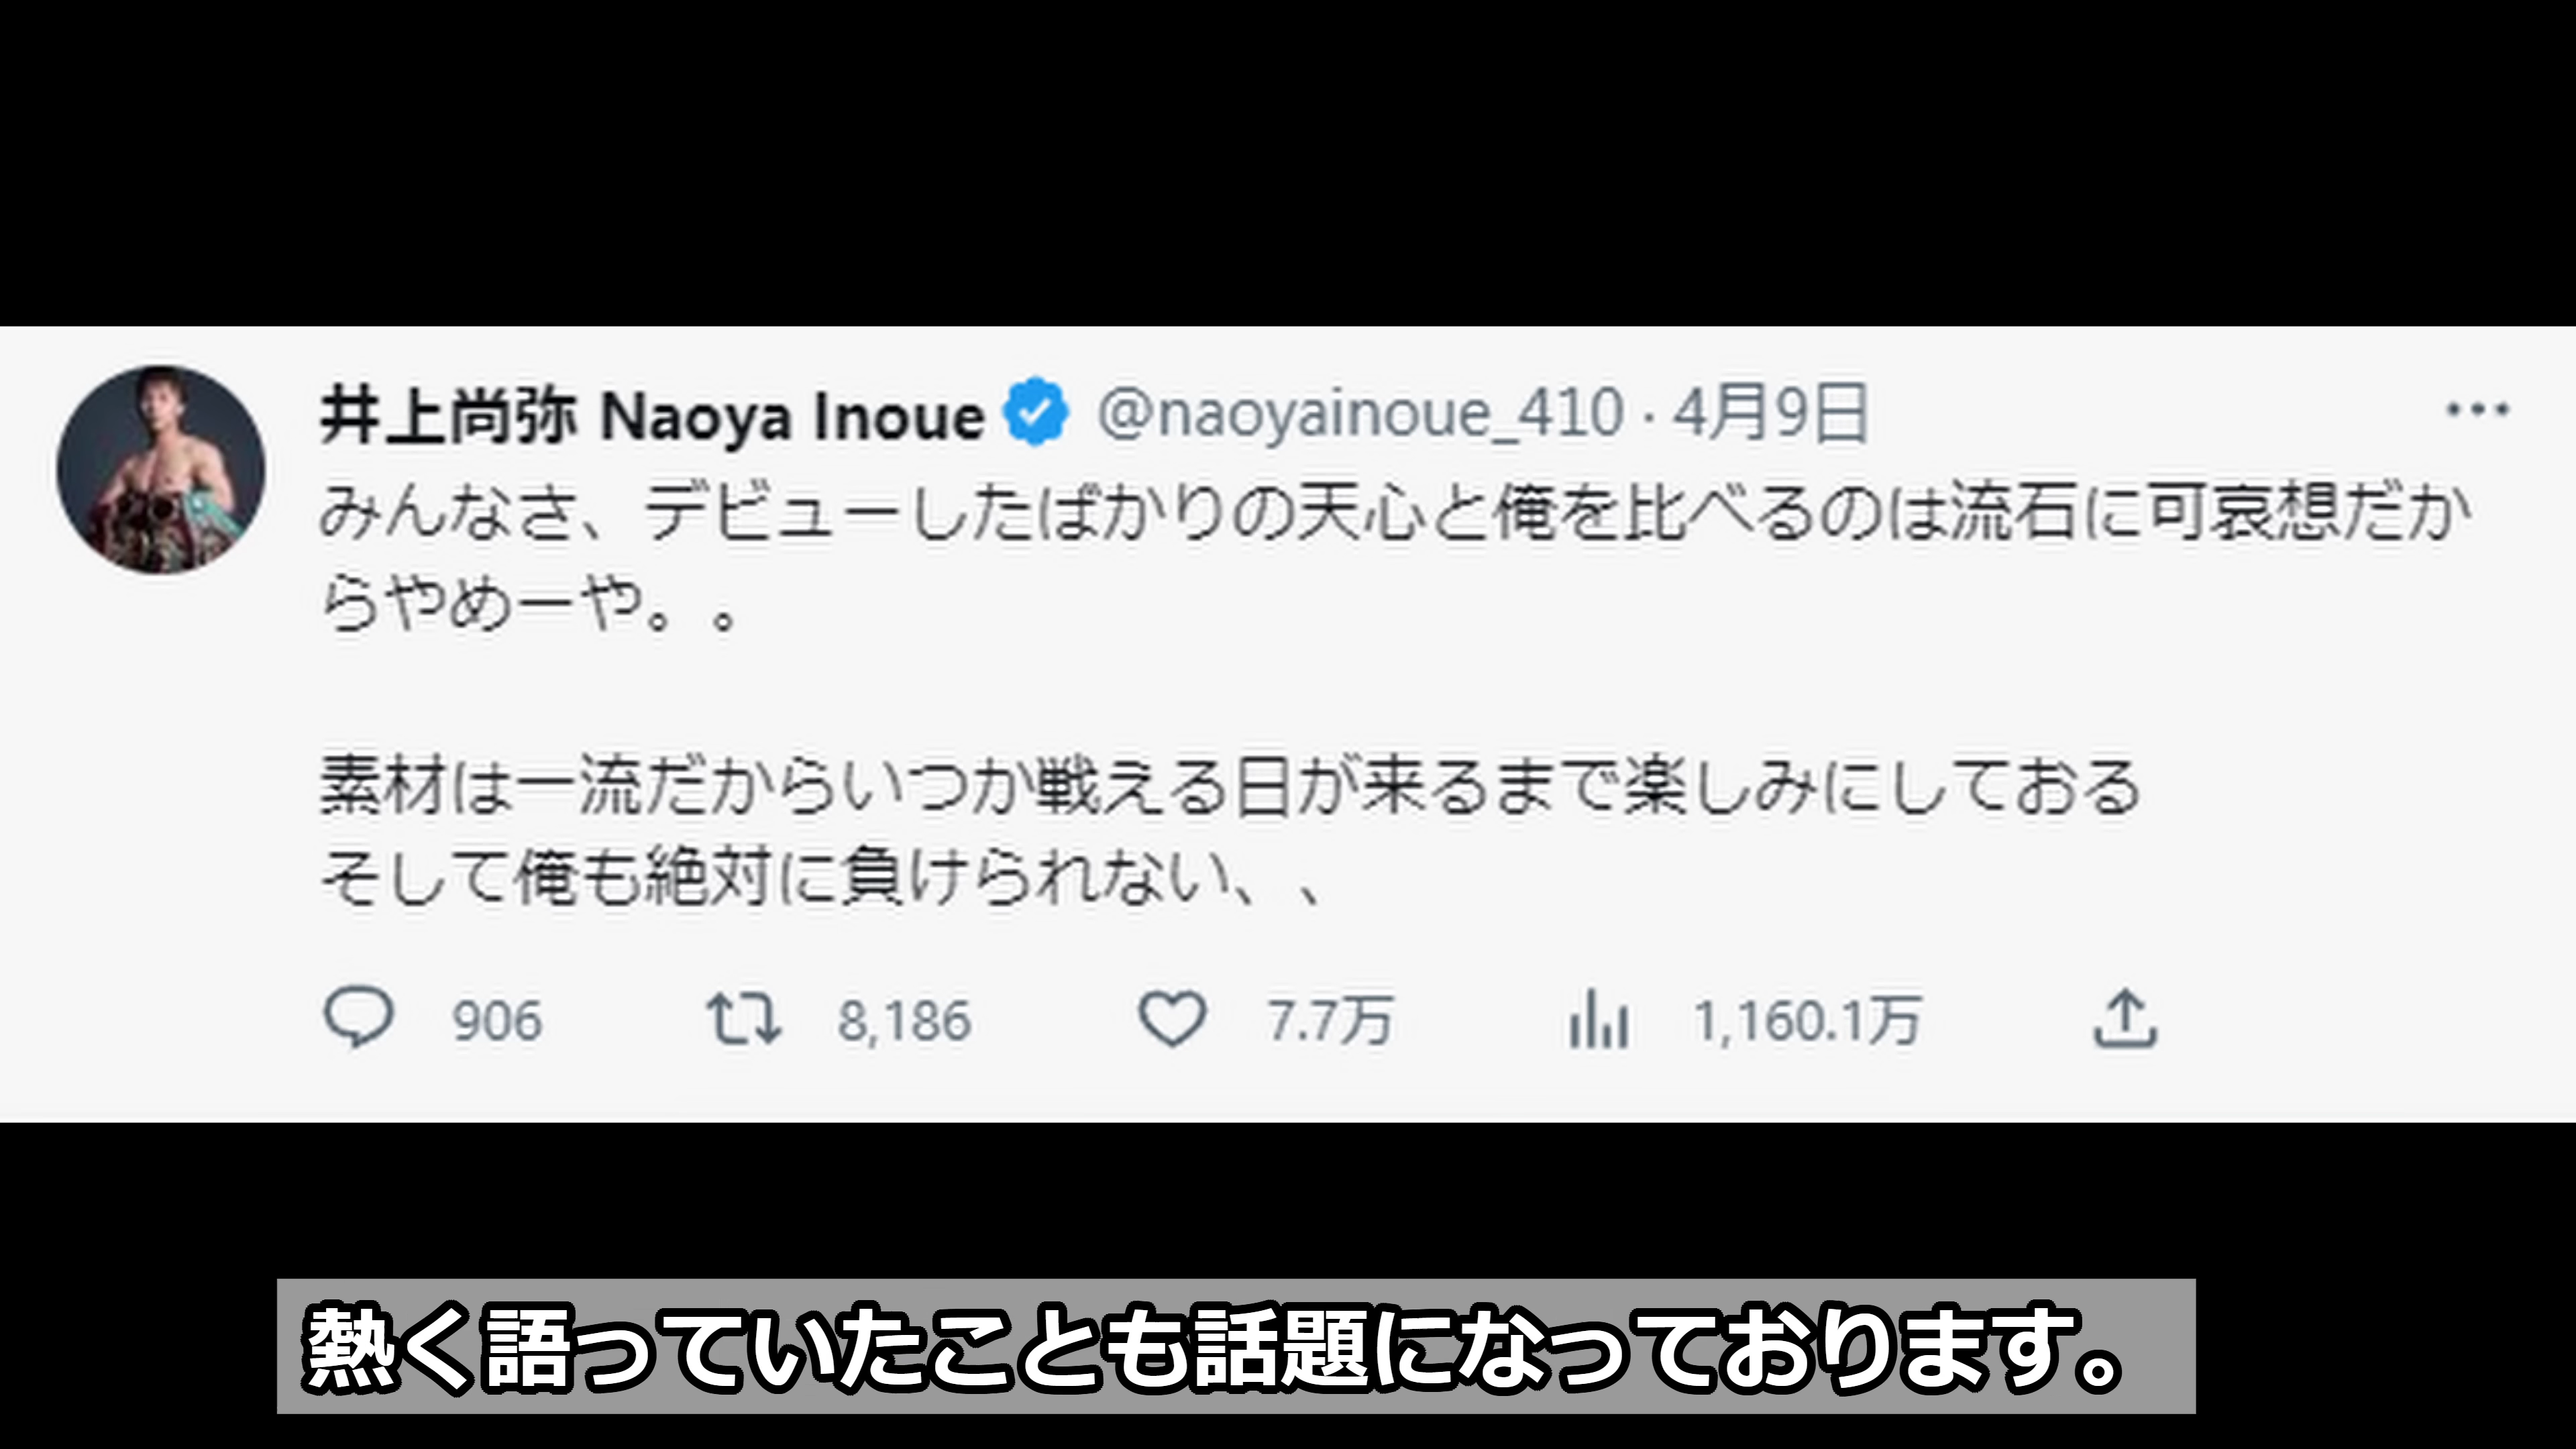 井上尚弥 Naoya Inoue @naoyainoue_410 · 4月9日
みんなさ、デビューしたばかりの天心と俺を比べるのは流石に可哀想だか
らやめーや。。
素材は一流だからいつか戦える日が来るまで楽しみにしておる
そして俺も絶対に負けられない、、
906 8,186 7.7万 1,160.1万
熱く語っていたことも話題になっております。